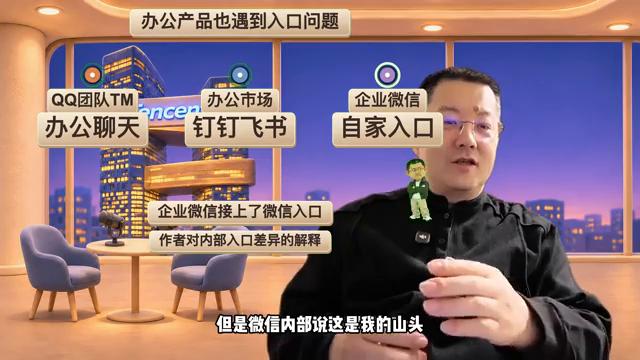 办公产品也遇到入口问题
QQ团队TM
办公聊天
办公市场
钉钉飞书
企业微信
自家入口
Tencent
企业微信接上了微信入口
作者对内部入口差异的解释
但是微信内部说这是我的山头